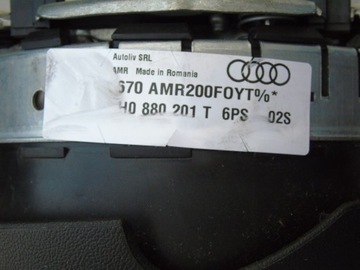 Autoliv SRL
AMR Made in Romania
670 AMR200FOYT%*
H0 880 201 T 6PS 02S